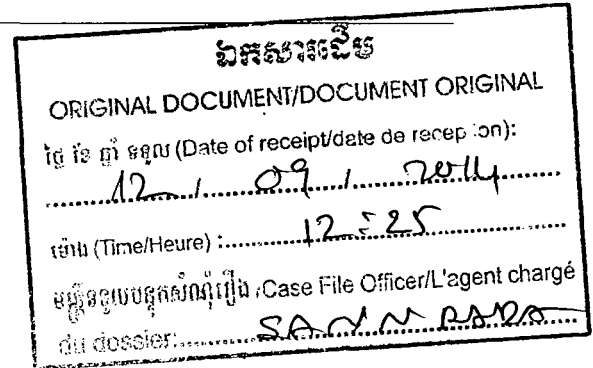 ឯកសារដើម
ORIGINAL DOCUMENT/DOCUMENT ORIGINAL
ថ្ងៃ ខែ ឆ្នាំ ទទួល (Date of receipt/date de reception):
12 / 09 / 2014
ម៉ោង (Time/Heure) : 12:25
មន្ត្រីទទួលបន្ទុកសំណុំរឿង /Case File Officer/L'agent chargé
du dossier: SANN RADA